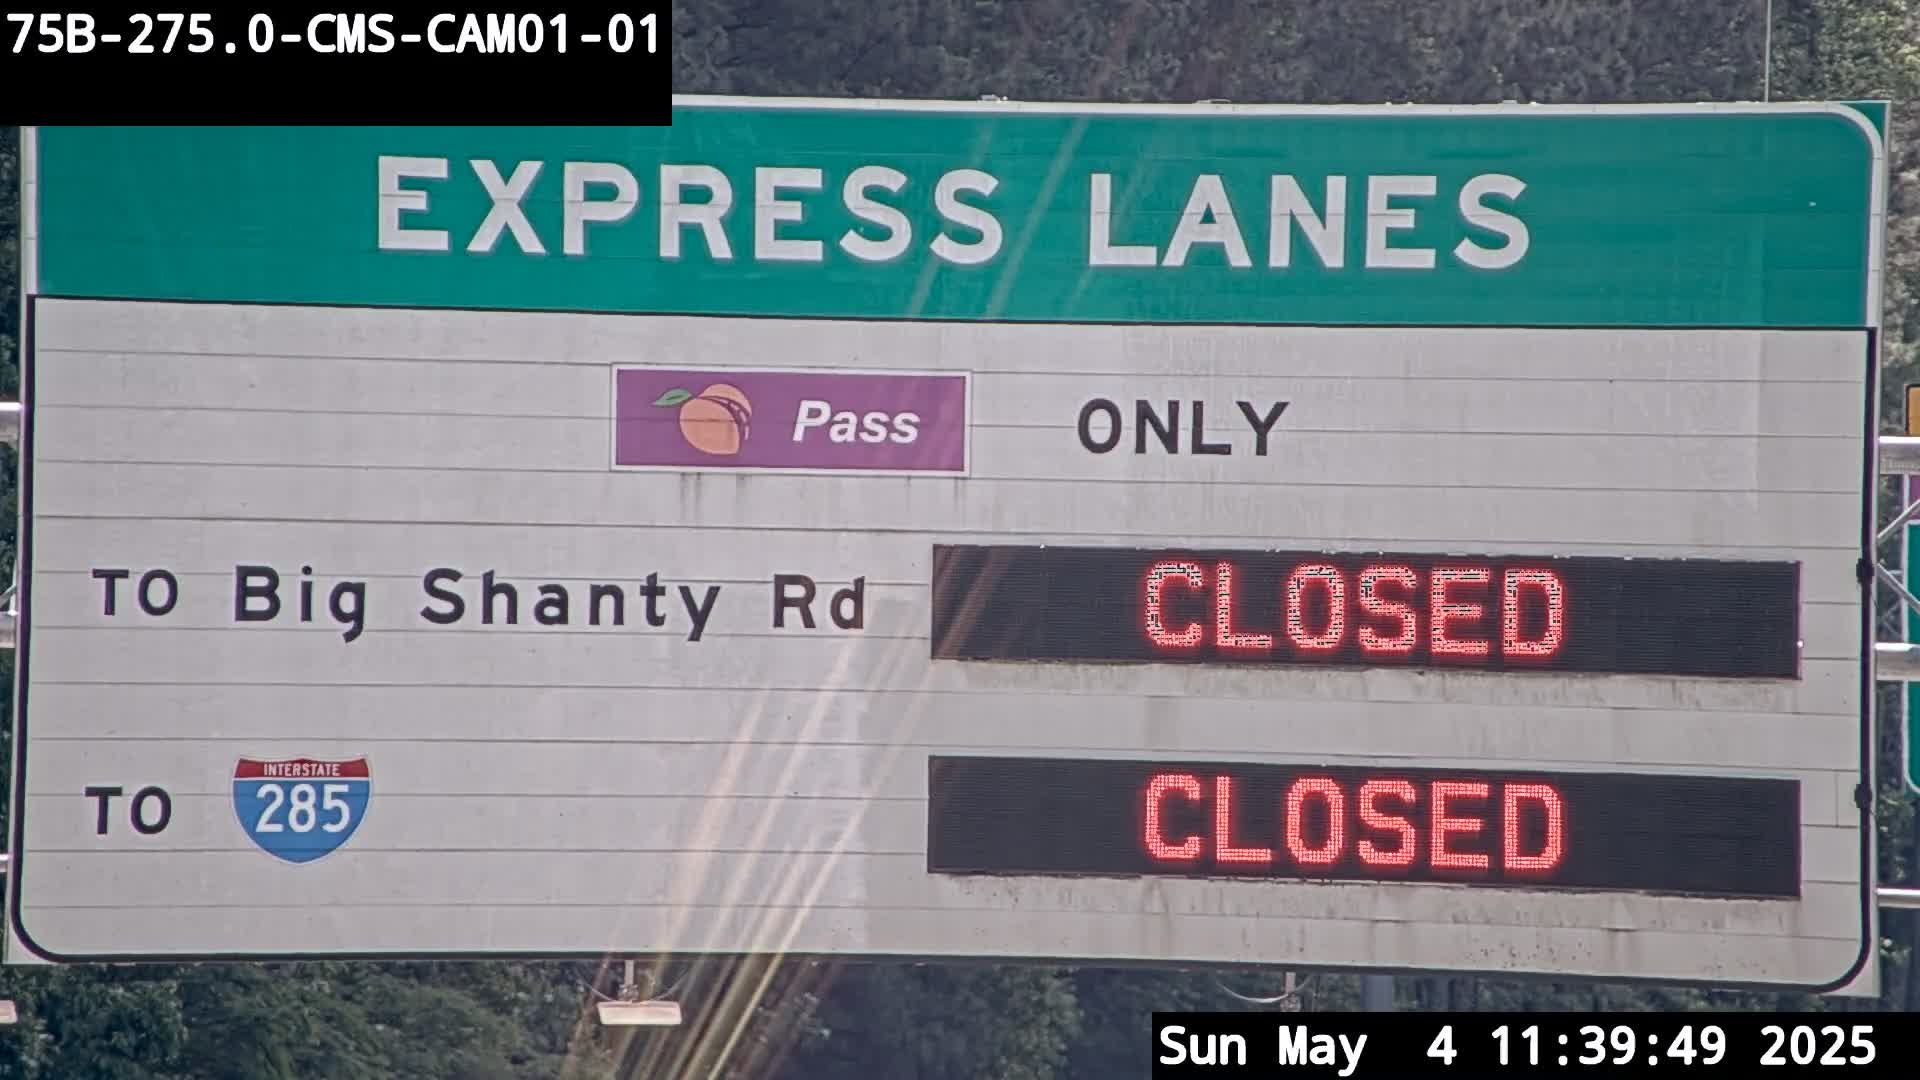 75B-275.0-CMS-CAM01-01
EXPRESS LANES
Pass ONLY
TO Big Shanty Rd CLOSED
TO INTERSTATE 285 CLOSED
Sun May 4 11:39:49 2025